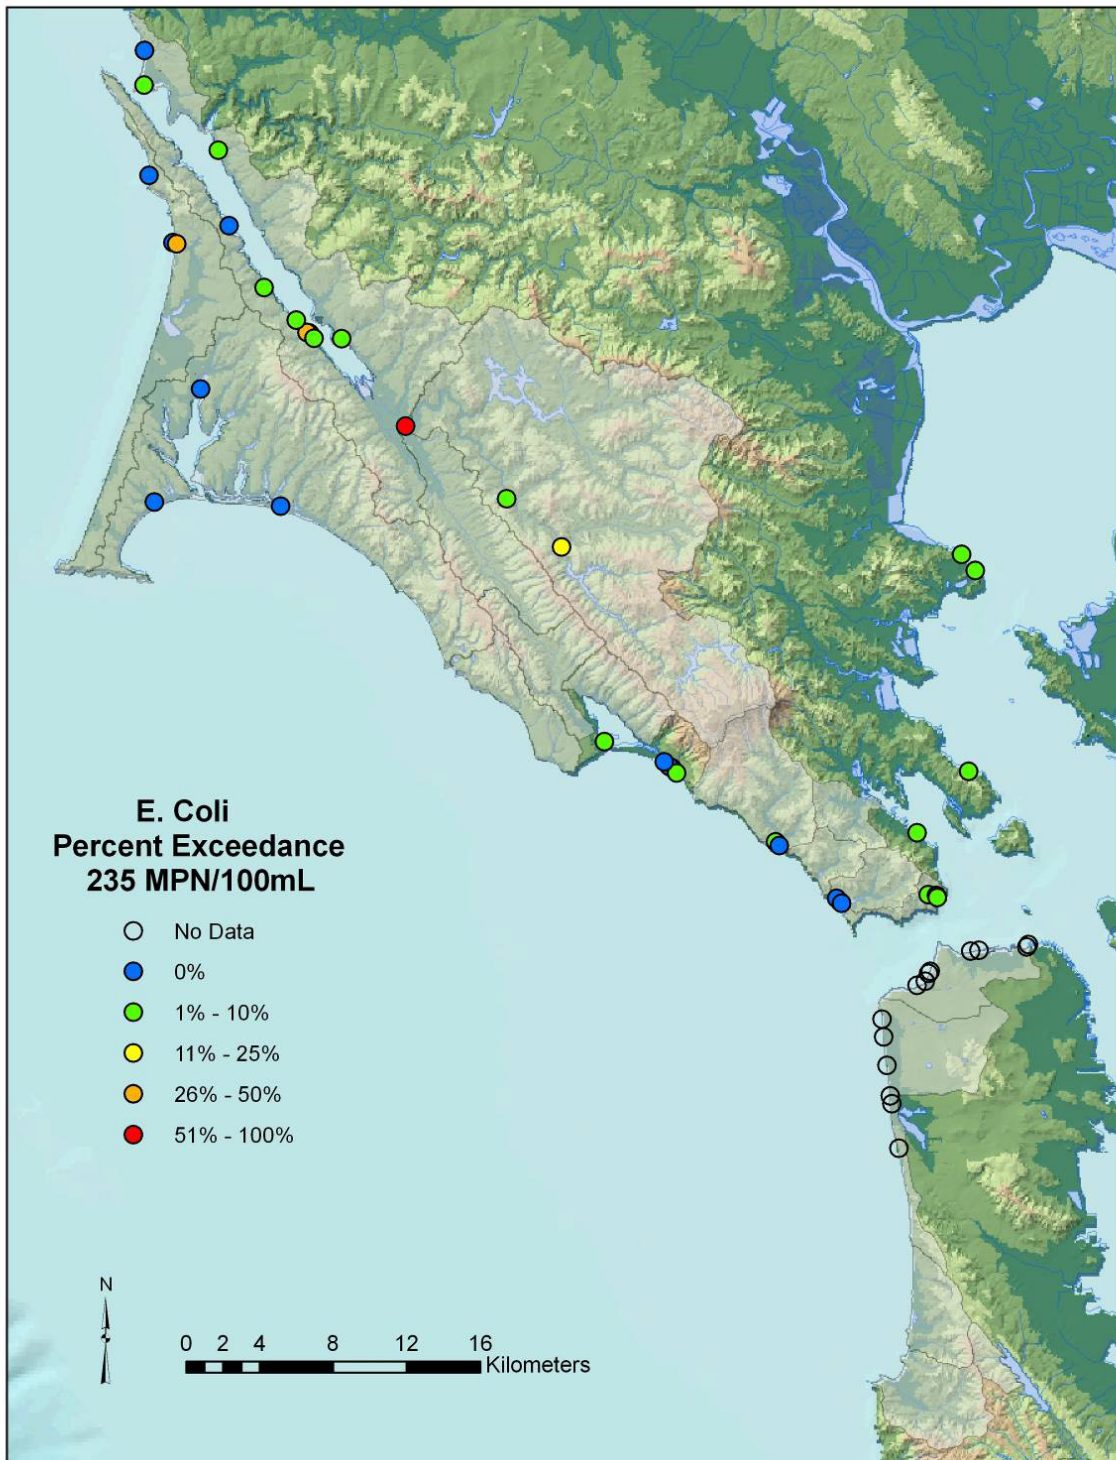 E. Coli
Percent Exceedance
235 MPN/100mL
No Data
0%
1% - 10%
11% - 25%
26% - 50%
51% - 100%
N
0 2 4 8 12 16
Kilometers